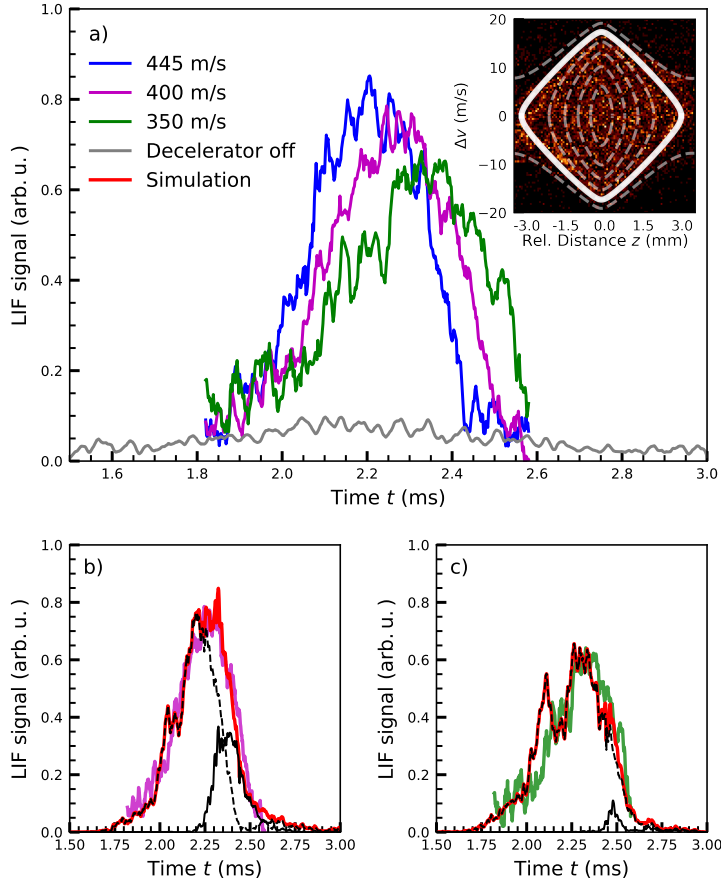 a)
445 m/s
400 m/s
350 m/s
Decelerator off
Simulation
LIF signal (arb. u.)
1.0
0.8
0.6
0.4
0.2
0.0
1.6 1.8 2.0 2.2 2.4 2.6 2.8 3.0
Time t (ms)
Δv (m/s)
20
10
0
−10
−20
-3.0 -1.5 0.0 1.5 3.0
Rel. Distance z (mm)
b)
LIF signal (arb. u.)
1.0
0.8
0.6
0.4
0.2
0.0
1.50 1.75 2.00 2.25 2.50 2.75 3.00
Time t (ms)
c)
LIF signal (arb. u.)
1.0
0.8
0.6
0.4
0.2
0.0
1.50 1.75 2.00 2.25 2.50 2.75 3.00
Time t (ms)